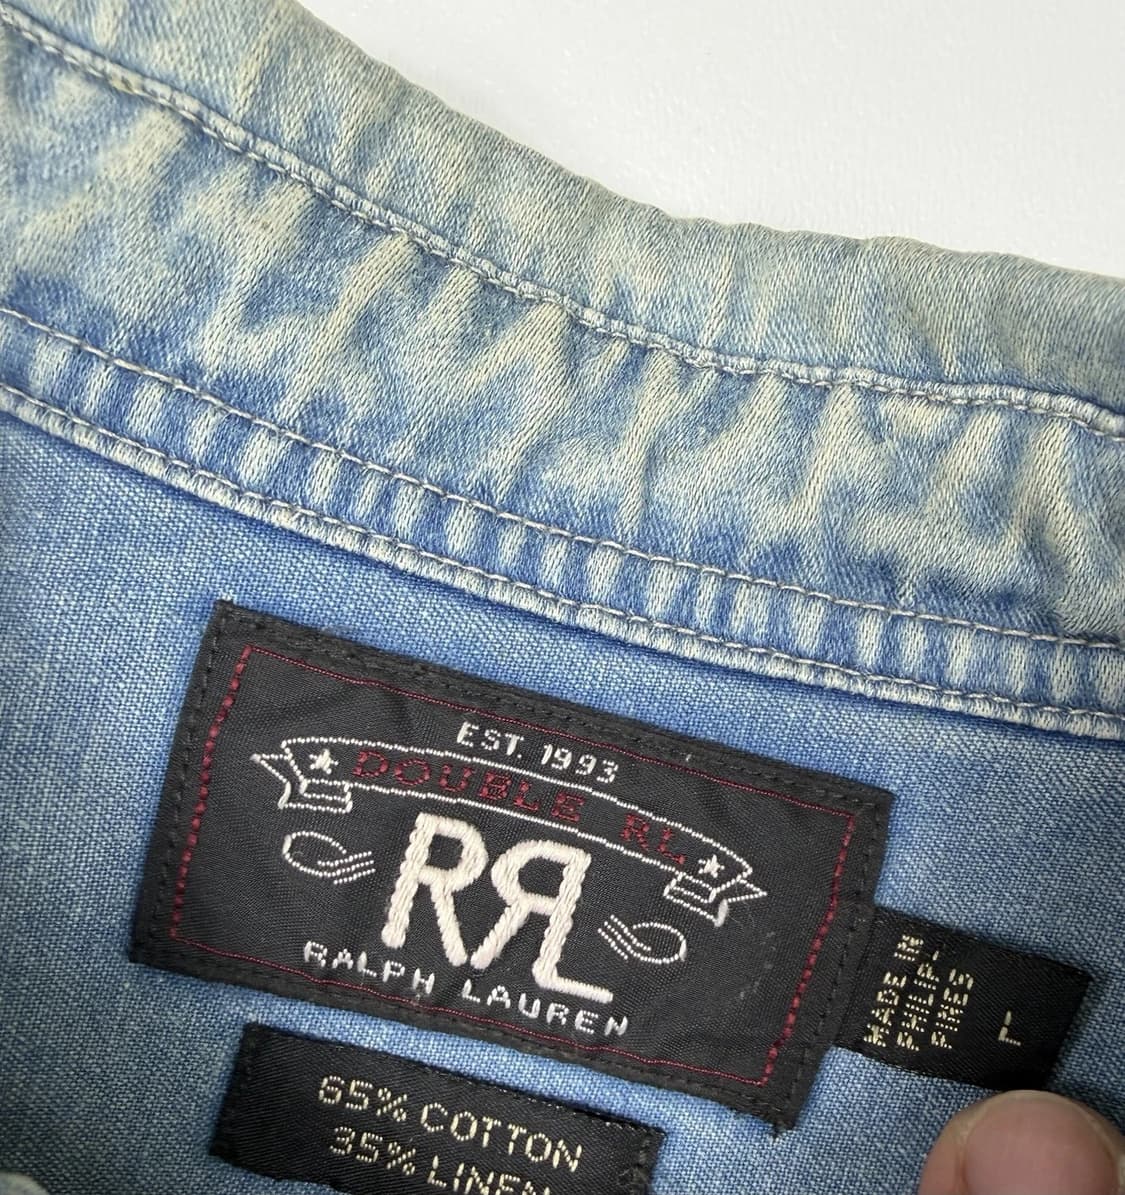 EST. 1993
DOUBLE RL
RRL
RALPH LAUREN
MADE IN
PHILIP-
PINES
L
65% COTTON
35% LINEN